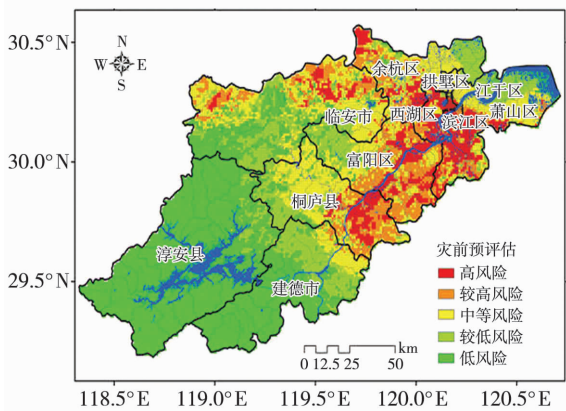 30.5°N
30.0°N
29.5°N
N
W E
S
余杭区
拱墅区
江干区
临安市
西湖区
滨江区
萧山区
富阳区
桐庐县
淳安县
建德市
灾前预评估
高风险
较高风险
中等风险
较低风险
低风险
km
0 12.5 25 50
118.5°E 119.0°E 119.5°E 120.0°E 120.5°E